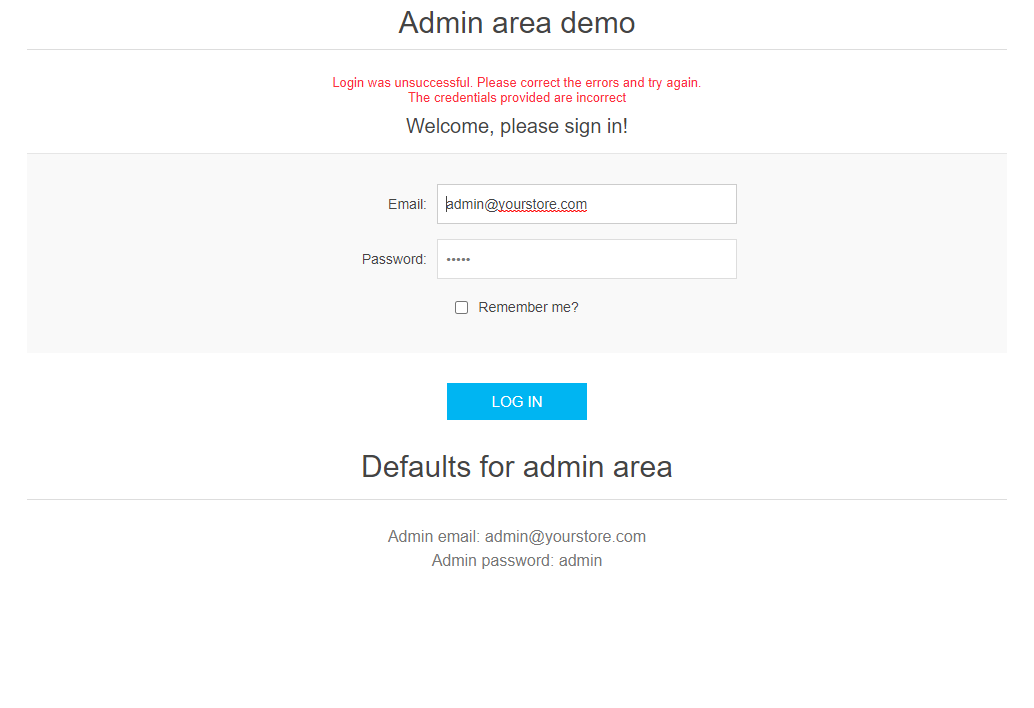 Admin area demo
Login was unsuccessful. Please correct the errors and try again.
The credentials provided are incorrect
Welcome, please sign in!
Email: admin@yourstore.com
Password: •••••
Remember me?
LOG IN
Defaults for admin area
Admin email: admin@yourstore.com
Admin password: admin